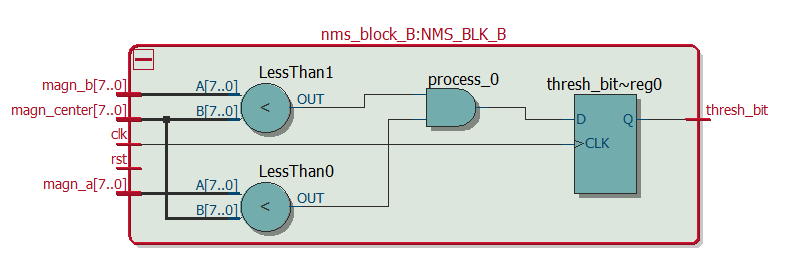 nms_block_B:NMS_BLK_B
magn_b[7..0]
magn_center[7..0]
clk
rst
magn_a[7..0]
LessThan1
A[7..0]
B[7..0]
<
OUT
process_0
thresh_bit~reg0
D
Q
CLK
thresh_bit
LessThan0
A[7..0]
B[7..0]
<
OUT